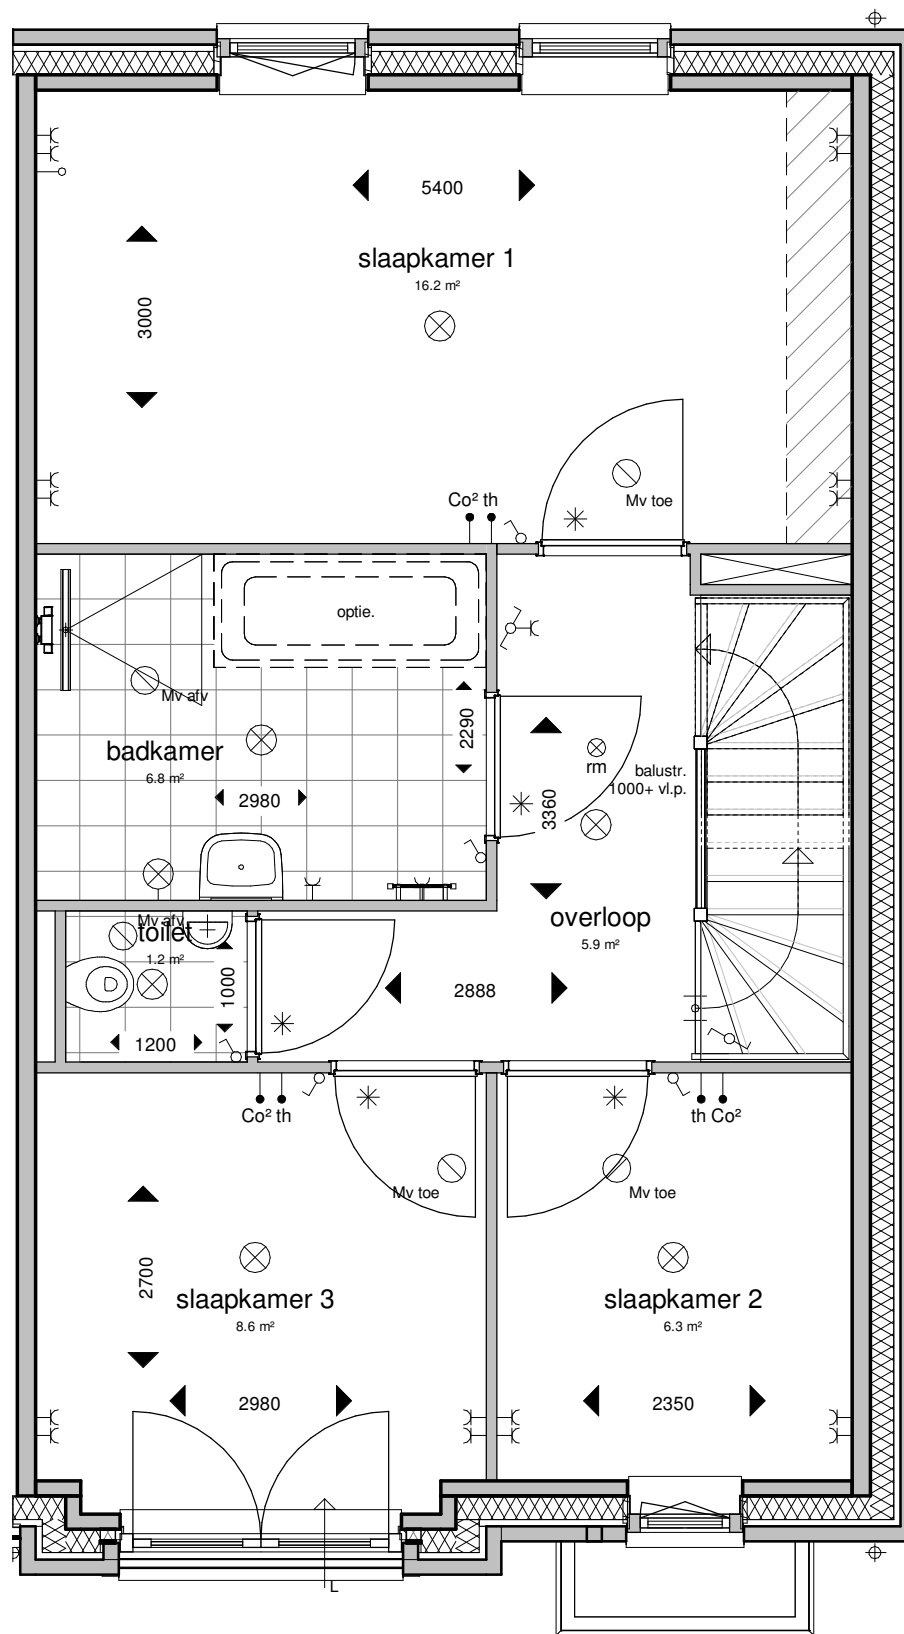 5400
slaapkamer 1
16.2 m²
3000
Co² th
Mv toe
optie.
Mv afv
2290
badkamer
6.8 m²
2980
rm
balustr.
1000+ vl.p.
3360
Mv afv
toilet
1.2 m²
1000
1200
overloop
5.9 m²
2888
Co² th
th Co²
Mv toe
Mv toe
2700
slaapkamer 3
8.6 m²
slaapkamer 2
6.3 m²
2980
2350
L